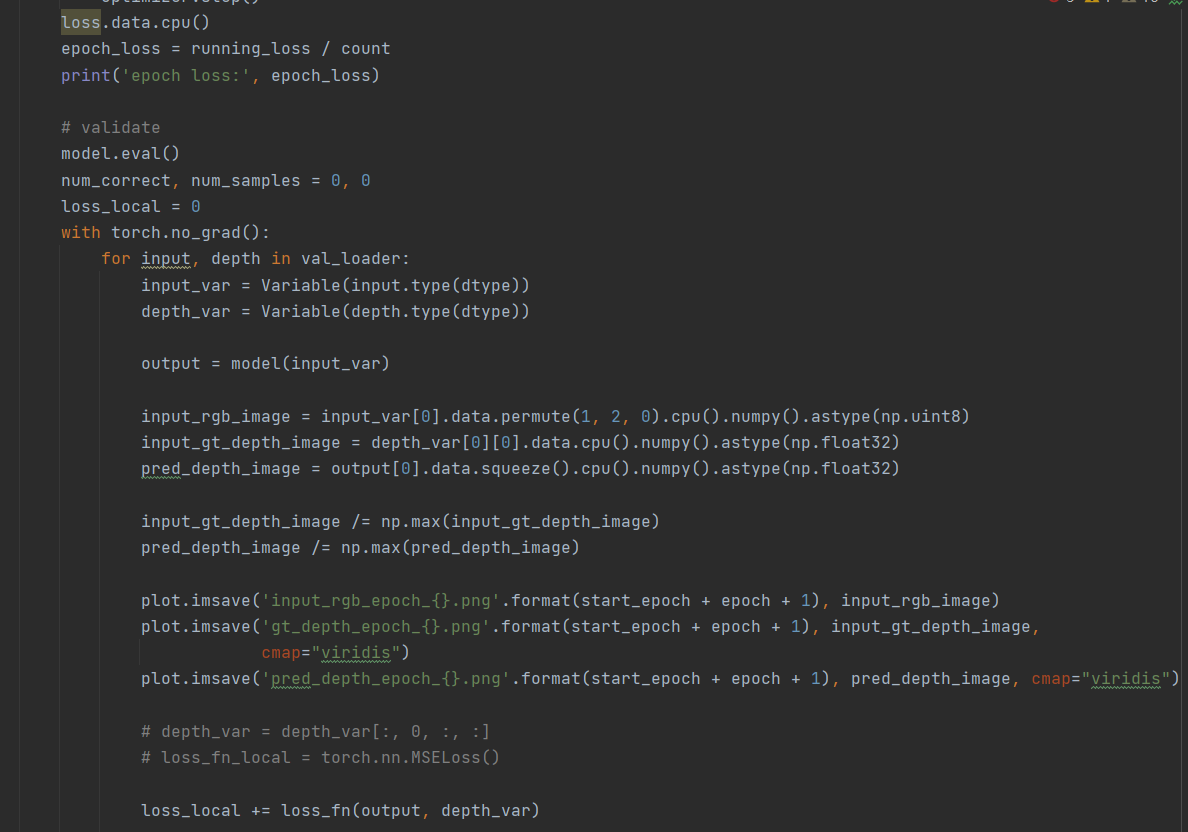 loss.data.cpu()
epoch_loss = running_loss / count
print('epoch loss:', epoch_loss)
# validate
model.eval()
num_correct, num_samples = 0, 0
loss_local = 0
with torch.no_grad():
for input, depth in val_loader:
input_var = Variable(input.type(dtype))
depth_var = Variable(depth.type(dtype))
output = model(input_var)
input_rgb_image = input_var[0].data.permute(1, 2, 0).cpu().numpy().astype(np.uint8)
input_gt_depth_image = depth_var[0][0].data.cpu().numpy().astype(np.float32)
pred_depth_image = output[0].data.squeeze().cpu().numpy().astype(np.float32)
input_gt_depth_image /= np.max(input_gt_depth_image)
pred_depth_image /= np.max(pred_depth_image)
plot.imsave('input_rgb_epoch_{}.png'.format(start_epoch + epoch + 1), input_rgb_image)
plot.imsave('gt_depth_epoch_{}.png'.format(start_epoch + epoch + 1), input_gt_depth_image,
cmap="viridis")
plot.imsave('pred_depth_epoch_{}.png'.format(start_epoch + epoch + 1), pred_depth_image, cmap="viridis")
# depth_var = depth_var[:, 0, :, :]
# loss_fn_local = torch.nn.MSELoss()
loss_local += loss_fn(output, depth_var)